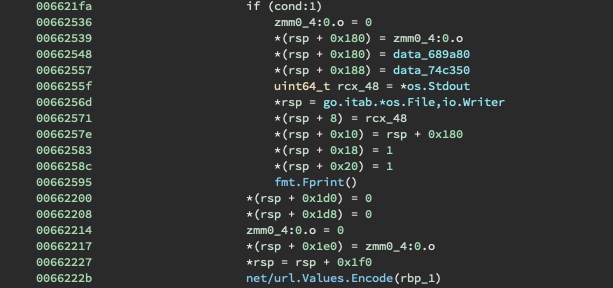 006621fa if (cond:1)
00662536 zmm0_4:0.o = 0
00662539 *(rsp + 0x180) = zmm0_4:0.o
00662548 *(rsp + 0x180) = data_689a80
00662557 *(rsp + 0x188) = data_74c350
0066255f uint64_t rcx_48 = *os.Stdout
0066256d *rsp = go.itab.*os.File,io.Writer
00662571 *(rsp + 8) = rcx_48
0066257e *(rsp + 0x10) = rsp + 0x180
00662583 *(rsp + 0x18) = 1
0066258c *(rsp + 0x20) = 1
00662595 fmt.Fprint()
00662200 *(rsp + 0x1d0) = 0
00662208 *(rsp + 0x1d8) = 0
00662214 zmm0_4:0.o = 0
00662217 *(rsp + 0x1e0) = zmm0_4:0.o
00662227 *rsp = rsp + 0x1f0
0066222b net/url.Values.Encode(rbp_1)